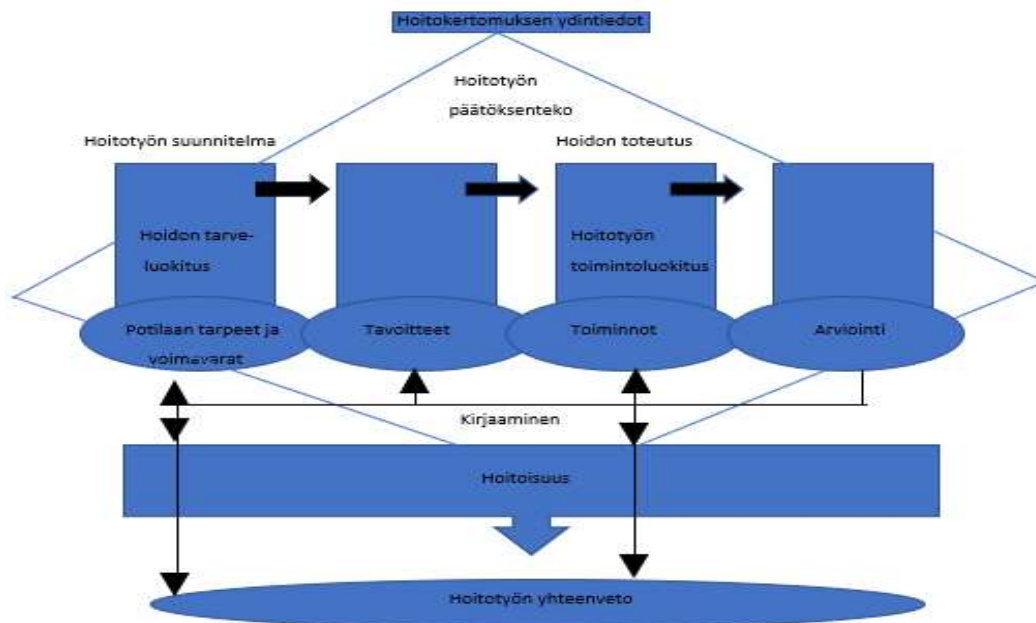 Hoitokertomuksen ydintiedot
Hoitotyön
päätöksenteko
Hoitotyön suunnitelma
Hoidon toteutus
Hoidon tarve-
luokitus
Hoitotyön
toimintoluokitus
Potilaan tarpeet ja
voimavarat
Tavoitteet
Toiminnot
Arviointi
Kirjaaminen
Hoitoisuus
Hoitotyön yhteenveto